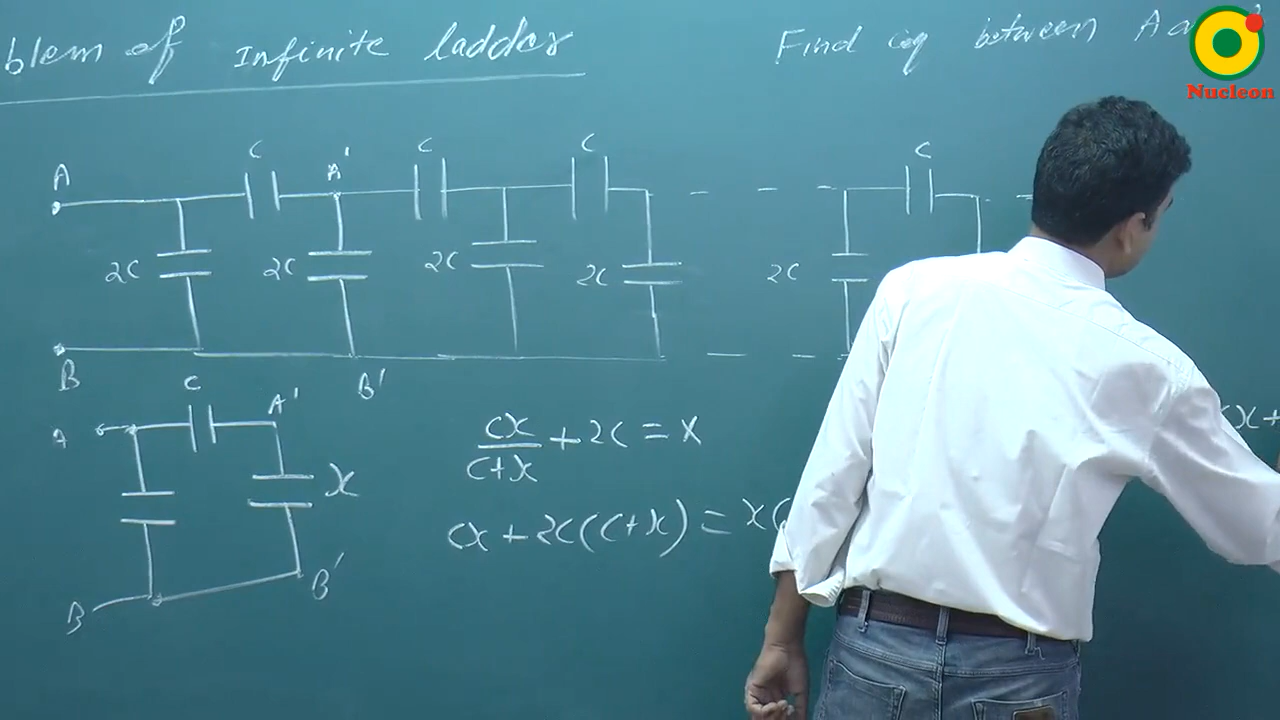 blem of Infinite ladder
Find Ceq between A a
Nucleon
C A' C C C
A
2C 2C 2C 2C 2C
B B'
C A'
A
x
B B'
cx/c+x + 2C = x
cx + 2C(C+x) = x(
x+